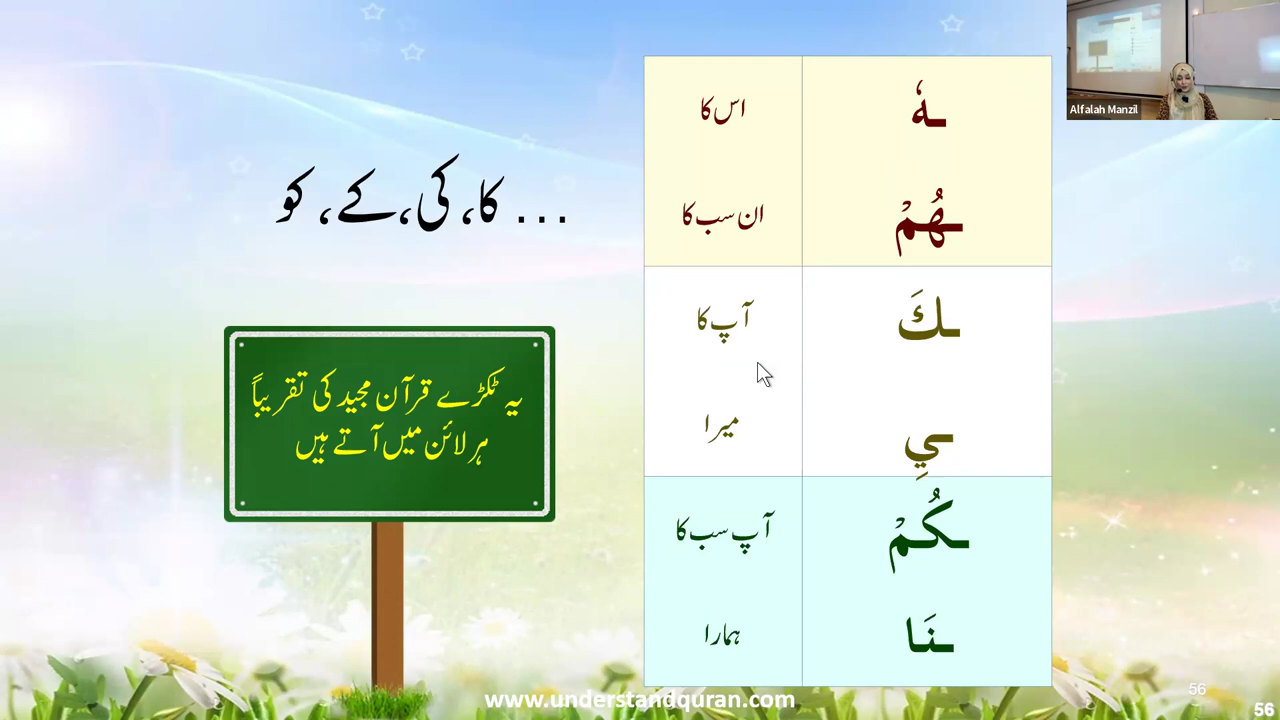 ... کا، کی، کے، کو
یہ ٹکڑے قرآن مجید کی تقریباً
ہر لائن میں آتے ہیں
ـهٗ اس کا
ـهُمْ ان سب کا
ـكَ آپ کا
ـيِ میرا
ـكُمْ آپ سب کا
ـنَا ہمارا
Alfalah Manzil
www.understandquran.com
56
56